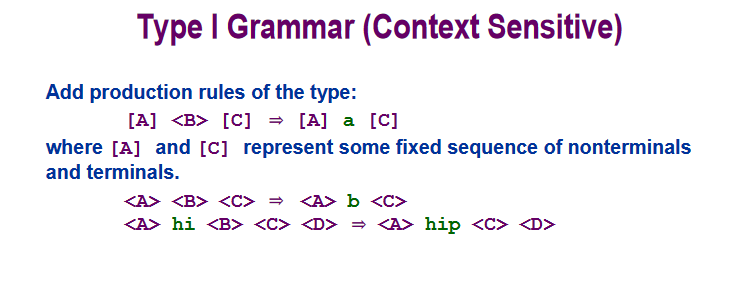 Type I Grammar (Context Sensitive)
Add production rules of the type:
[A] <B> [C] ⇒ [A] a [C]
where [A] and [C] represent some fixed sequence of nonterminals
and terminals.
<A> <B> <C> ⇒ <A> b <C>
<A> hi <B> <C> <D> ⇒ <A> hip <C> <D>